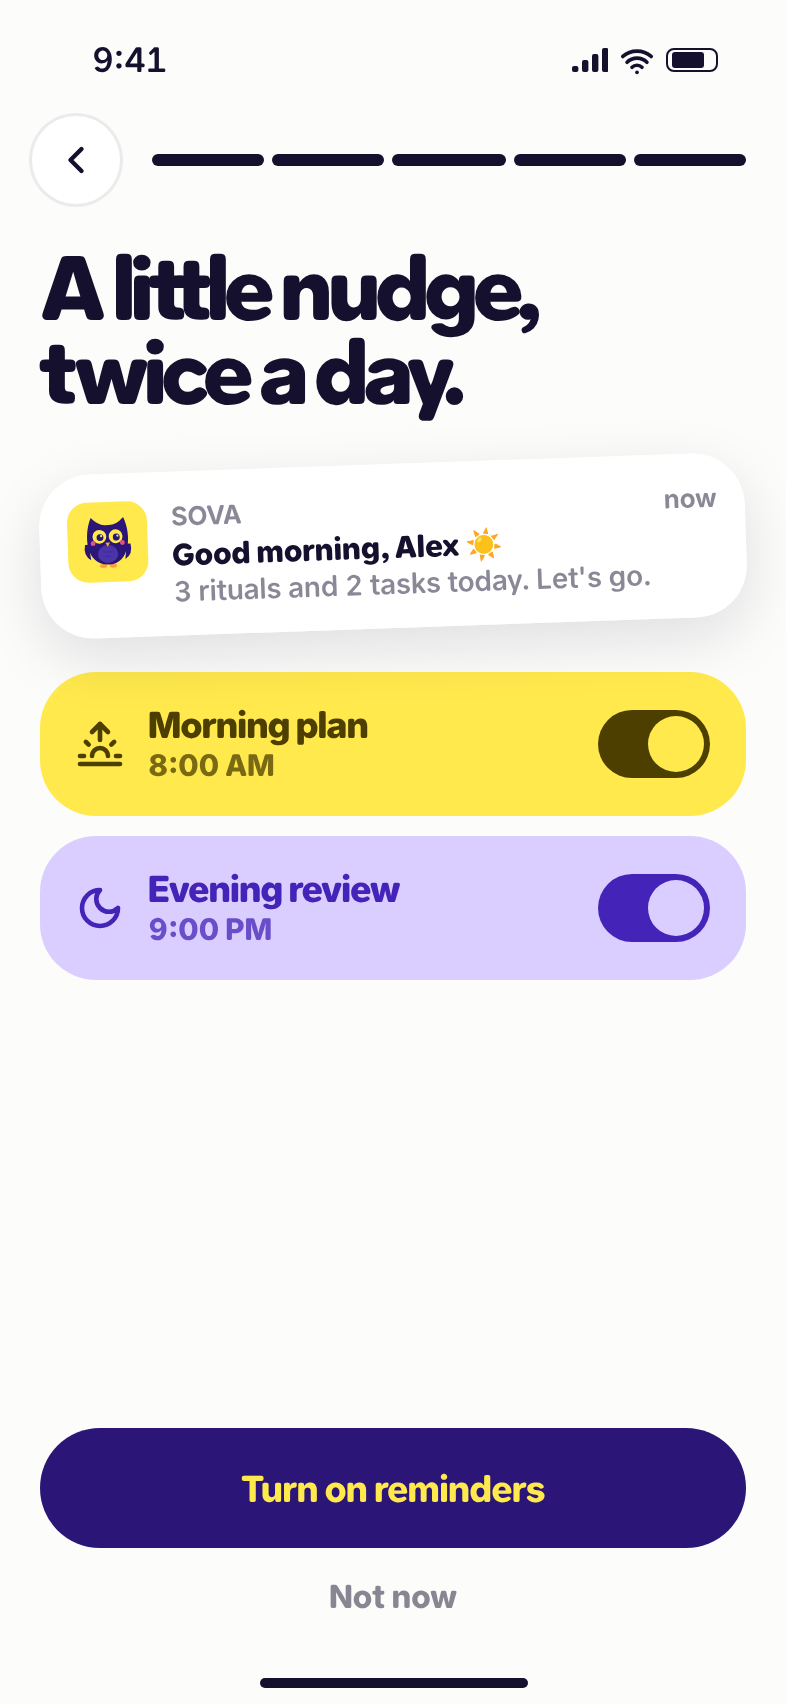 9:41
A little nudge,
twice a day.
SOVA
now
Good morning, Alex ☀️
3 rituals and 2 tasks today. Let's go.
Morning plan
8:00 AM
Evening review
9:00 PM
Turn on reminders
Not now